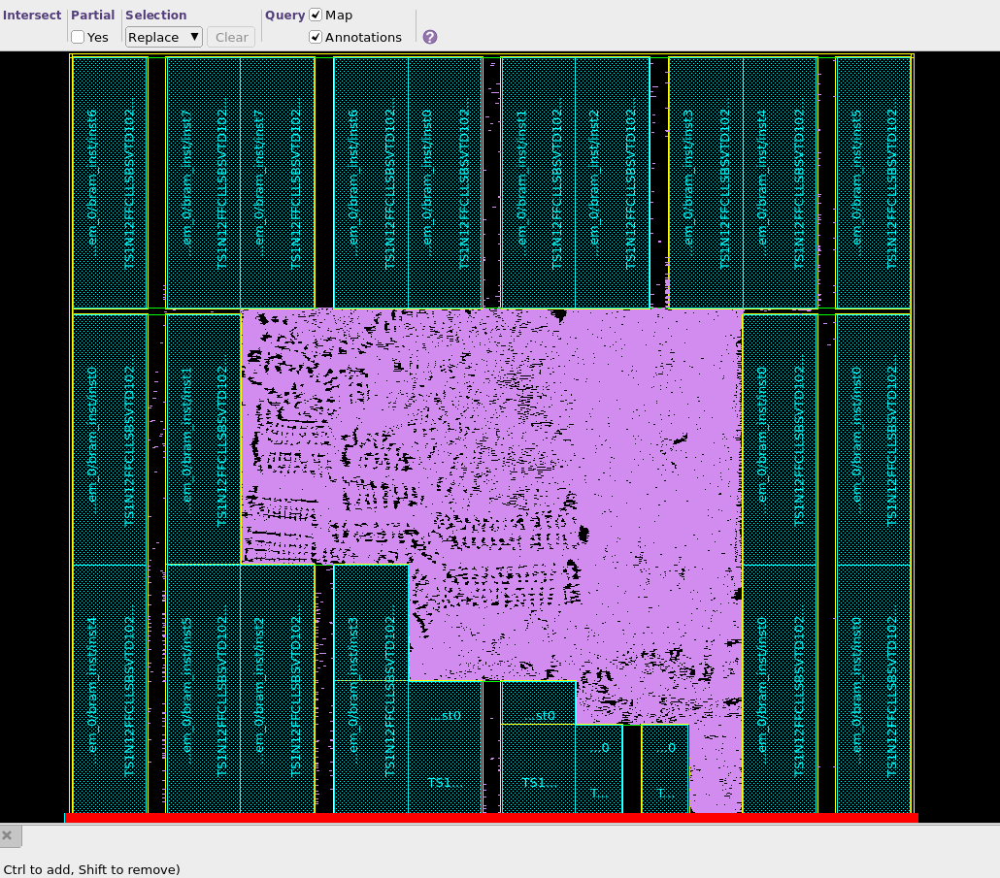 Intersect Partial Selection Query Map
Yes Replace Clear Annotations ?
...em_0/bram_inst/inst6
TS1N12FFCLLSBSVTD102...
...em_0/bram_inst/inst7
TS1N12FFCLLSBSVTD102...
...em_0/bram_inst/inst7
TS1N12FFCLLSBSVTD102...
...em_0/bram_inst/inst6
TS1N12FFCLLSBSVTD102...
...em_0/bram_inst/inst0
TS1N12FFCLLSBSVTD102...
...em_0/bram_inst/inst1
TS1N12FFCLLSBSVTD102...
...em_0/bram_inst/inst2
TS1N12FFCLLSBSVTD102...
...em_0/bram_inst/inst3
TS1N12FFCLLSBSVTD102...
...em_0/bram_inst/inst4
TS1N12FFCLLSBSVTD102...
...em_0/bram_inst/inst5
TS1N12FFCLLSBSVTD102...
...em_0/bram_inst/inst0
TS1N12FFCLLSBSVTD102...
...em_0/bram_inst/inst1
TS1N12FFCLLSBSVTD102...
...em_0/bram_inst/inst0
TS1N12FFCLLSBSVTD102...
...em_0/bram_inst/inst0
TS1N12FFCLLSBSVTD102...
...em_0/bram_inst/inst4
TS1N12FFCLLSBSVTD102...
...em_0/bram_inst/inst5
TS1N12FFCLLSBSVTD102...
...em_0/bram_inst/inst2
TS1N12FFCLLSBSVTD102...
...em_0/bram_inst/inst3
TS1N12FFCLLSBSVTD102...
...st0
TS1...
...st0
TS1...
...0
T...
...0
T...
...em_0/bram_inst/inst0
TS1N12FFCLLSBSVTD102...
...em_0/bram_inst/inst0
TS1N12FFCLLSBSVTD102...
Ctrl to add, Shift to remove)